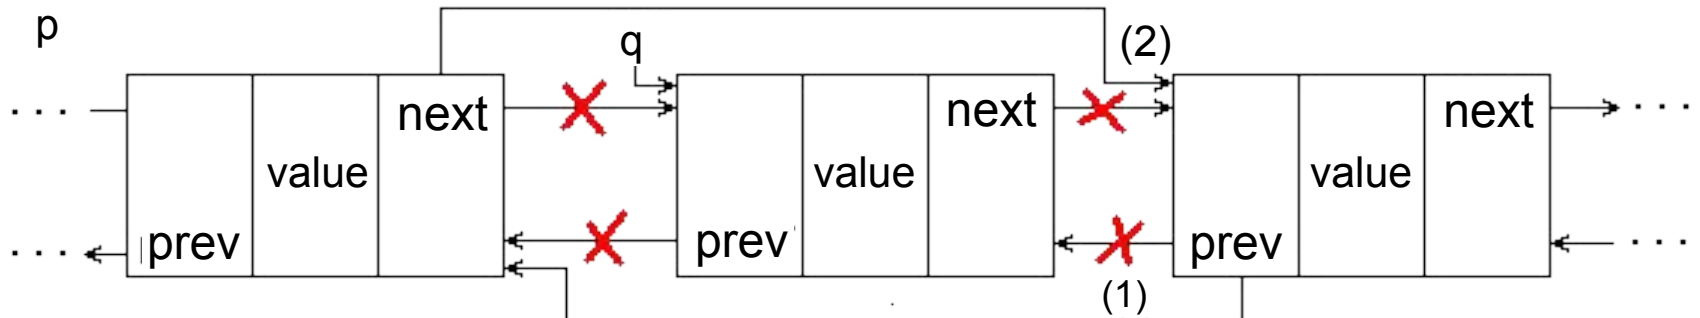 p
q
(2)
. . .
next
next
next
. . .
value
value
value
. . .
prev
prev
prev
. . .
(1)